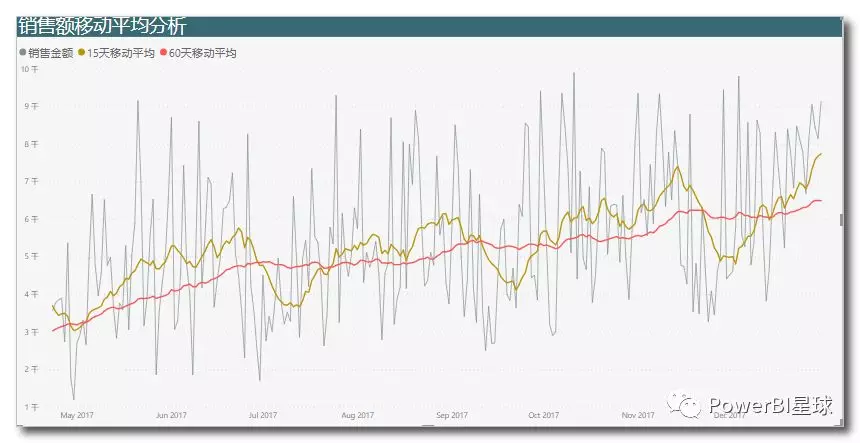 销售额移动平均分析
销售金额 15天移动平均 60天移动平均
10 千
9 千
8 千
7 千
6 千
5 千
4 千
3 千
2 千
1 千
May 2017 Jun 2017 Jul 2017 Aug 2017 Sep 2017 Oct 2017 Nov 2017 Dec 2017
PowerBI星球